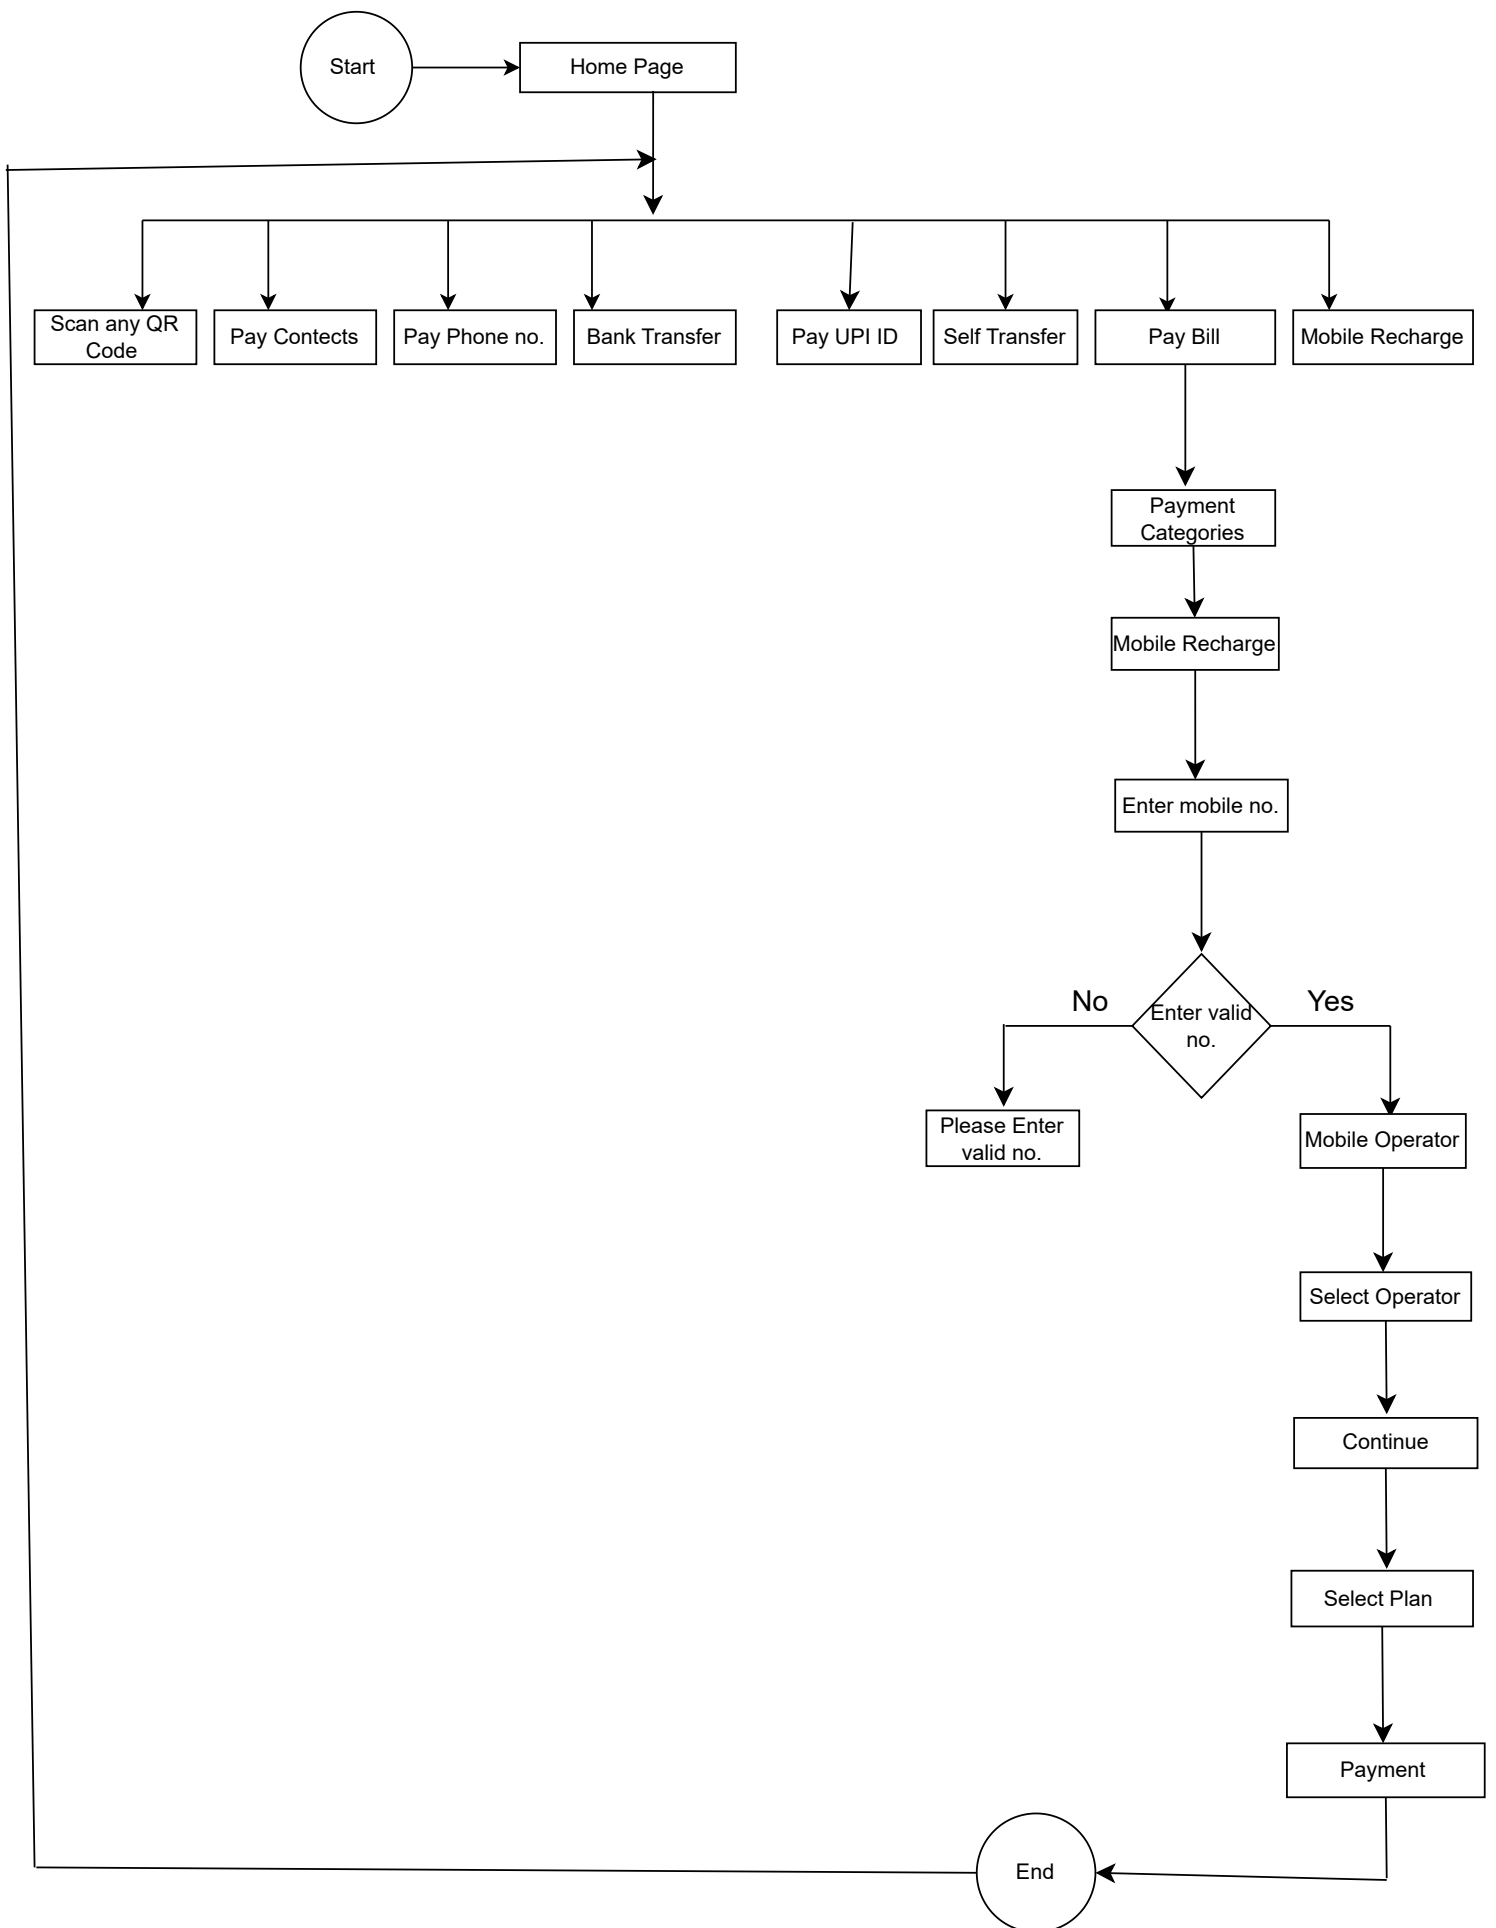 Start
Home Page
Scan any QR
Code
Pay Contects
Pay Phone no.
Bank Transfer
Pay UPI ID
Self Transfer
Pay Bill
Mobile Recharge
Payment
Categories
Mobile Recharge
Enter mobile no.
No
Enter valid
no.
Yes
Please Enter
valid no.
Mobile Operator
Select Operator
Continue
Select Plan
Payment
End